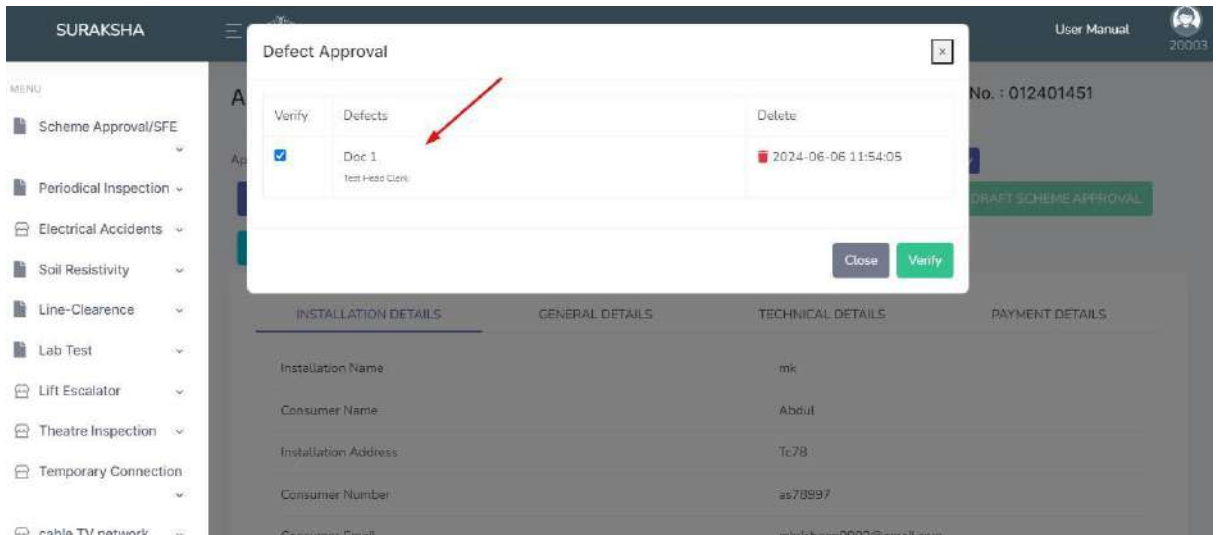 SURAKSHA
User Manual
20003
MENU
Scheme Approval/SFE
Periodical Inspection
Electrical Accidents
Soil Resistivity
Line-Clearence
Lab Test
Lift Escalator
Theatre Inspection
Temporary Connection
cable TV network
Defect Approval
x
No. : 012401451
Verify Defects Delete
Doc 1 2024-06-06 11:54:05
Test Head Clerk
DRAFT SCHEME APPROVAL
Close Verify
INSTALLATION DETAILS GENERAL DETAILS TECHNICAL DETAILS PAYMENT DETAILS
Installation Name mk
Consumer Name Abdul
Installation Address Tc78
Consumer Number as78997
Consumer Email